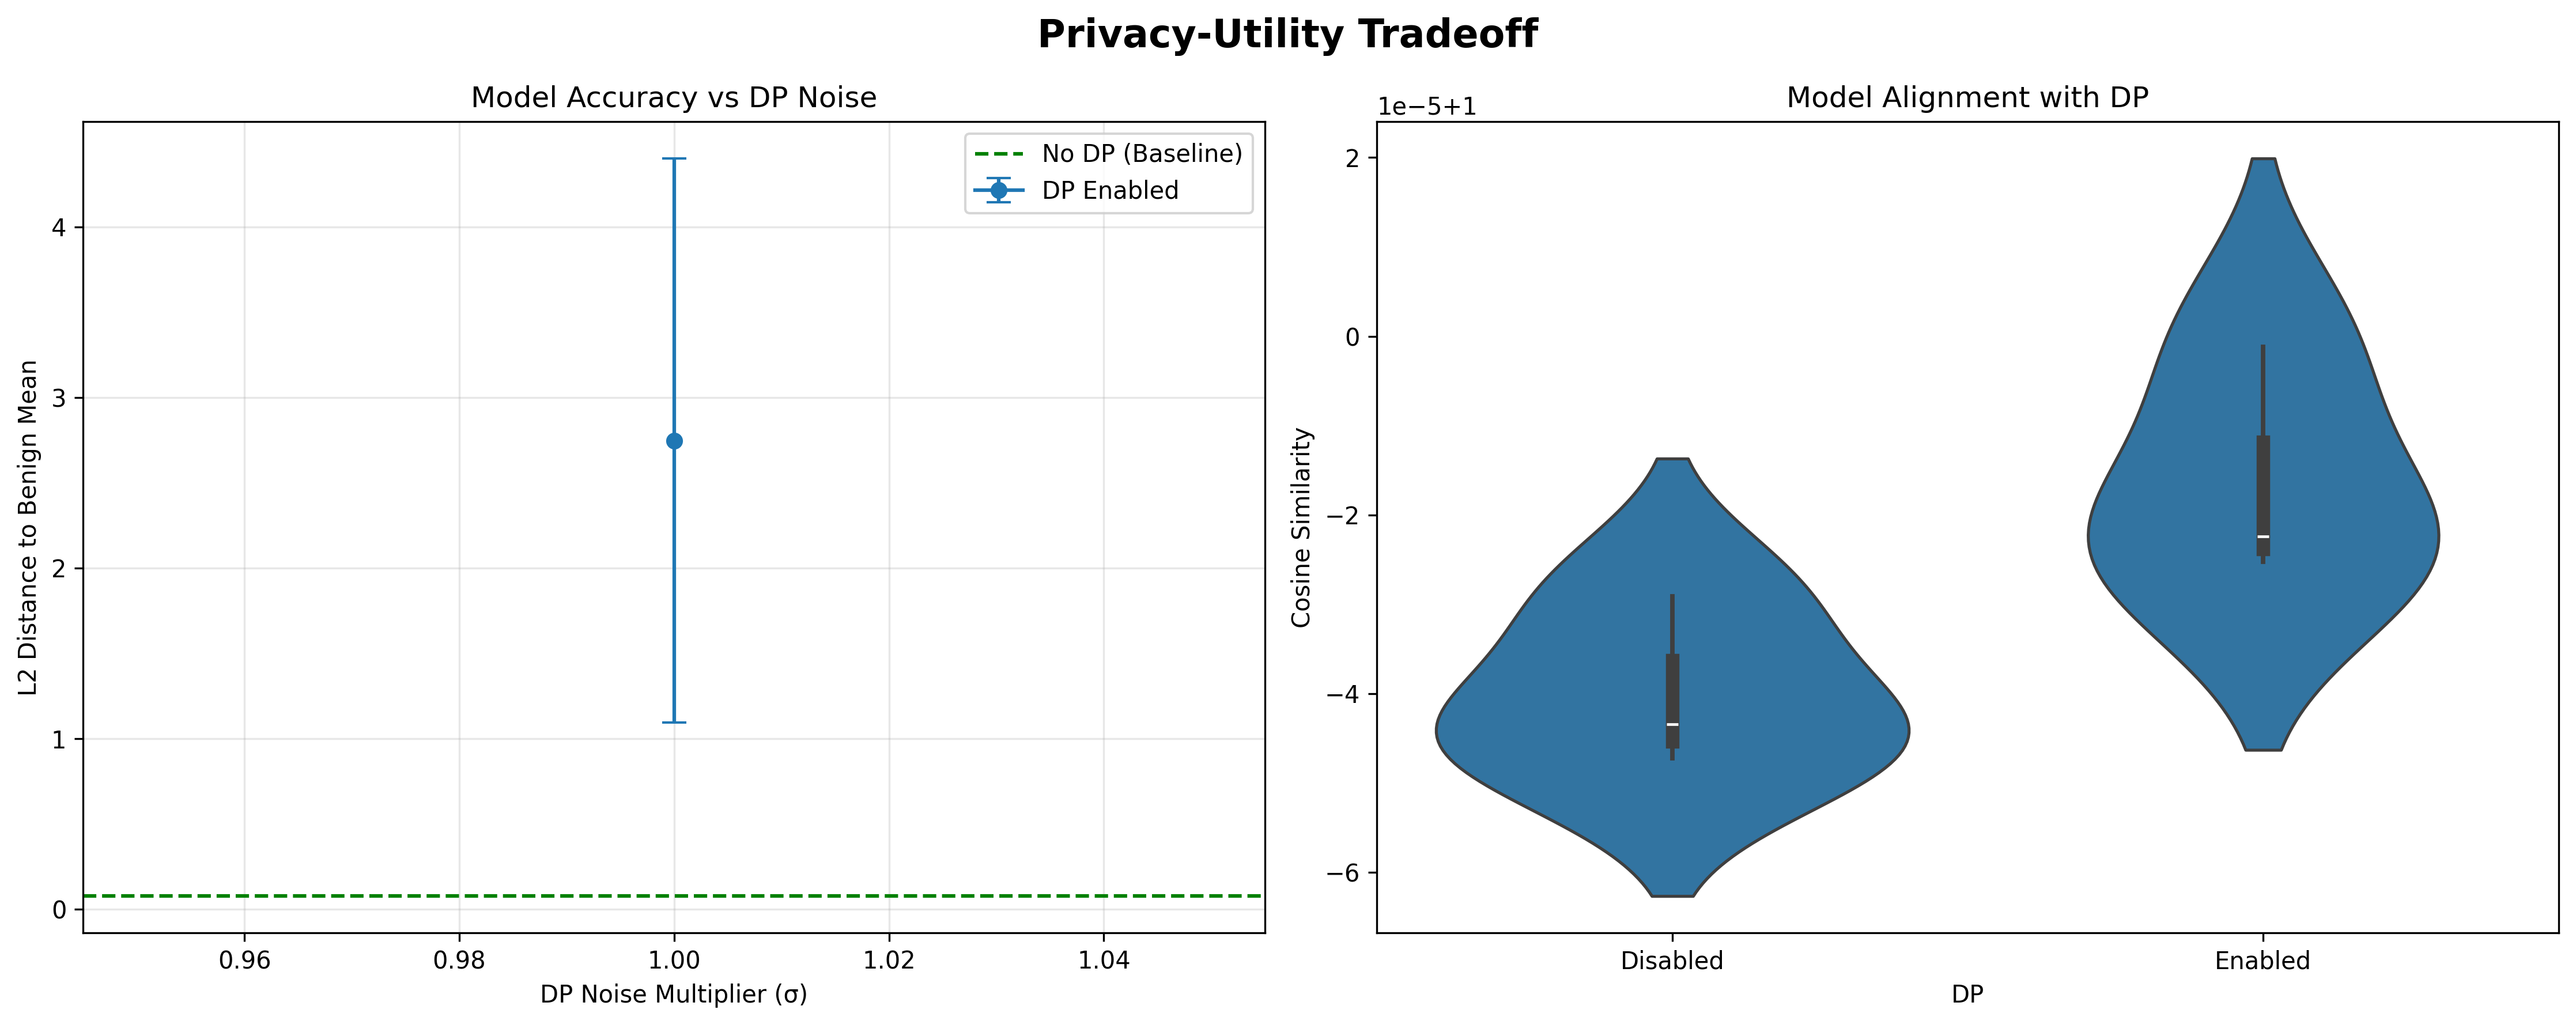 Privacy-Utility Tradeoff
Model Accuracy vs DP Noise
No DP (Baseline)
DP Enabled
4
3
2
1
0
L2 Distance to Benign Mean
0.96
0.98
1.00
1.02
1.04
DP Noise Multiplier (σ)
Model Alignment with DP
1e−5+1
2
0
−2
−4
−6
Cosine Similarity
Disabled
Enabled
DP